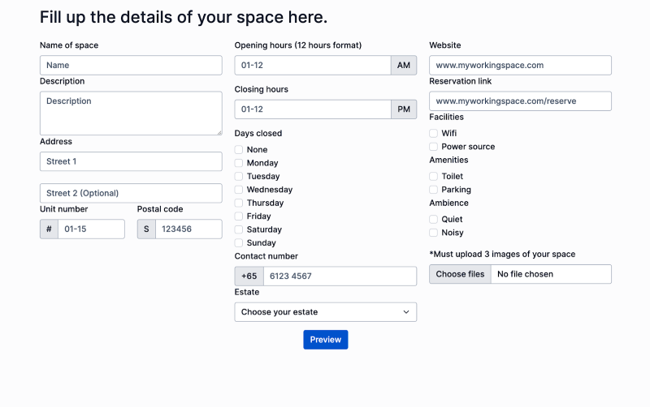 Fill up the details of your space here.
Name of space
Name
Description
Description
Address
Street 1
Street 2 (Optional)
Unit number
Postal code
# 01-15
S 123456
Opening hours (12 hours format)
01-12 AM
Closing hours
01-12 PM
Days closed
None
Monday
Tuesday
Wednesday
Thursday
Friday
Saturday
Sunday
Contact number
+65 6123 4567
Estate
Choose your estate
Website
www.myworkingspace.com
Reservation link
www.myworkingspace.com/reserve
Facilities
Wifi
Power source
Amenities
Toilet
Parking
Ambience
Quiet
Noisy
*Must upload 3 images of your space
Choose files No file chosen
Preview